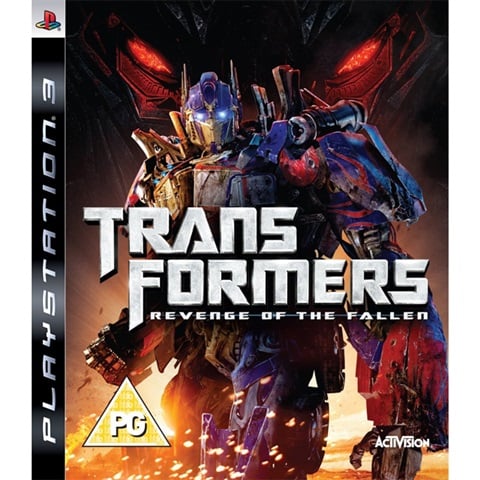 PLAYSTATION 3
TRANS
FORMERS
REVENGE OF THE FALLEN
PG
ACTIVISION